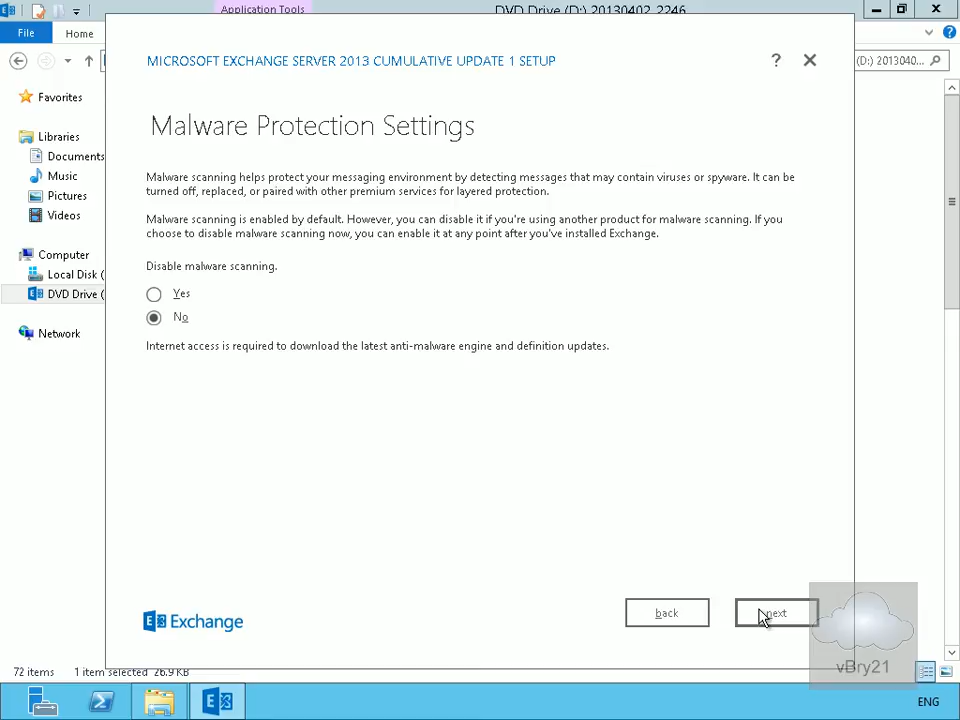 Application Tools
DVD Drive (D:) 20130402_2246
File
Home
(D:) 2013040...
MICROSOFT EXCHANGE SERVER 2013 CUMULATIVE UPDATE 1 SETUP
?
Favorites
Malware Protection Settings
Libraries
Documents
Music
Pictures
Videos
Malware scanning helps protect your messaging environment by detecting messages that may contain viruses or spyware. It can be
turned off, replaced, or paired with other premium services for layered protection.
Malware scanning is enabled by default. However, you can disable it if you're using another product for malware scanning. If you
choose to disable malware scanning now, you can enable it at any point after you've installed Exchange.
Computer
Local Disk (
DVD Drive (
Disable malware scanning.
Yes
No
Network
Internet access is required to download the latest anti-malware engine and definition updates.
Exchange
back
next
vBry21
72 items
1 item selected 26.9 KB
ENG